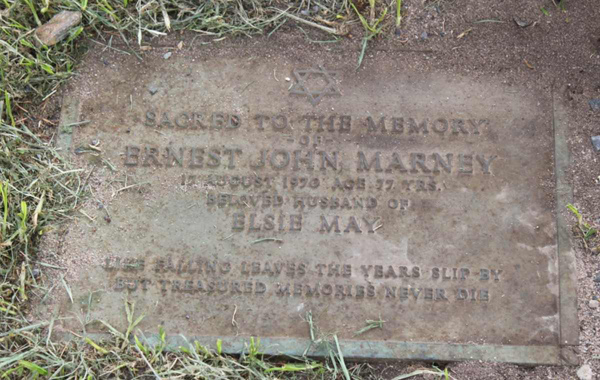 SACRED TO THE MEMORY
OF
ERNEST JOHN MARNEY
17 AUGUST 1970 AGE 77 YRS.
BELOVED HUSBAND OF
ELSIE MAY
LIKE FALLING LEAVES THE YEARS SLIP BY
BUT TREASURED MEMORIES NEVER DIE